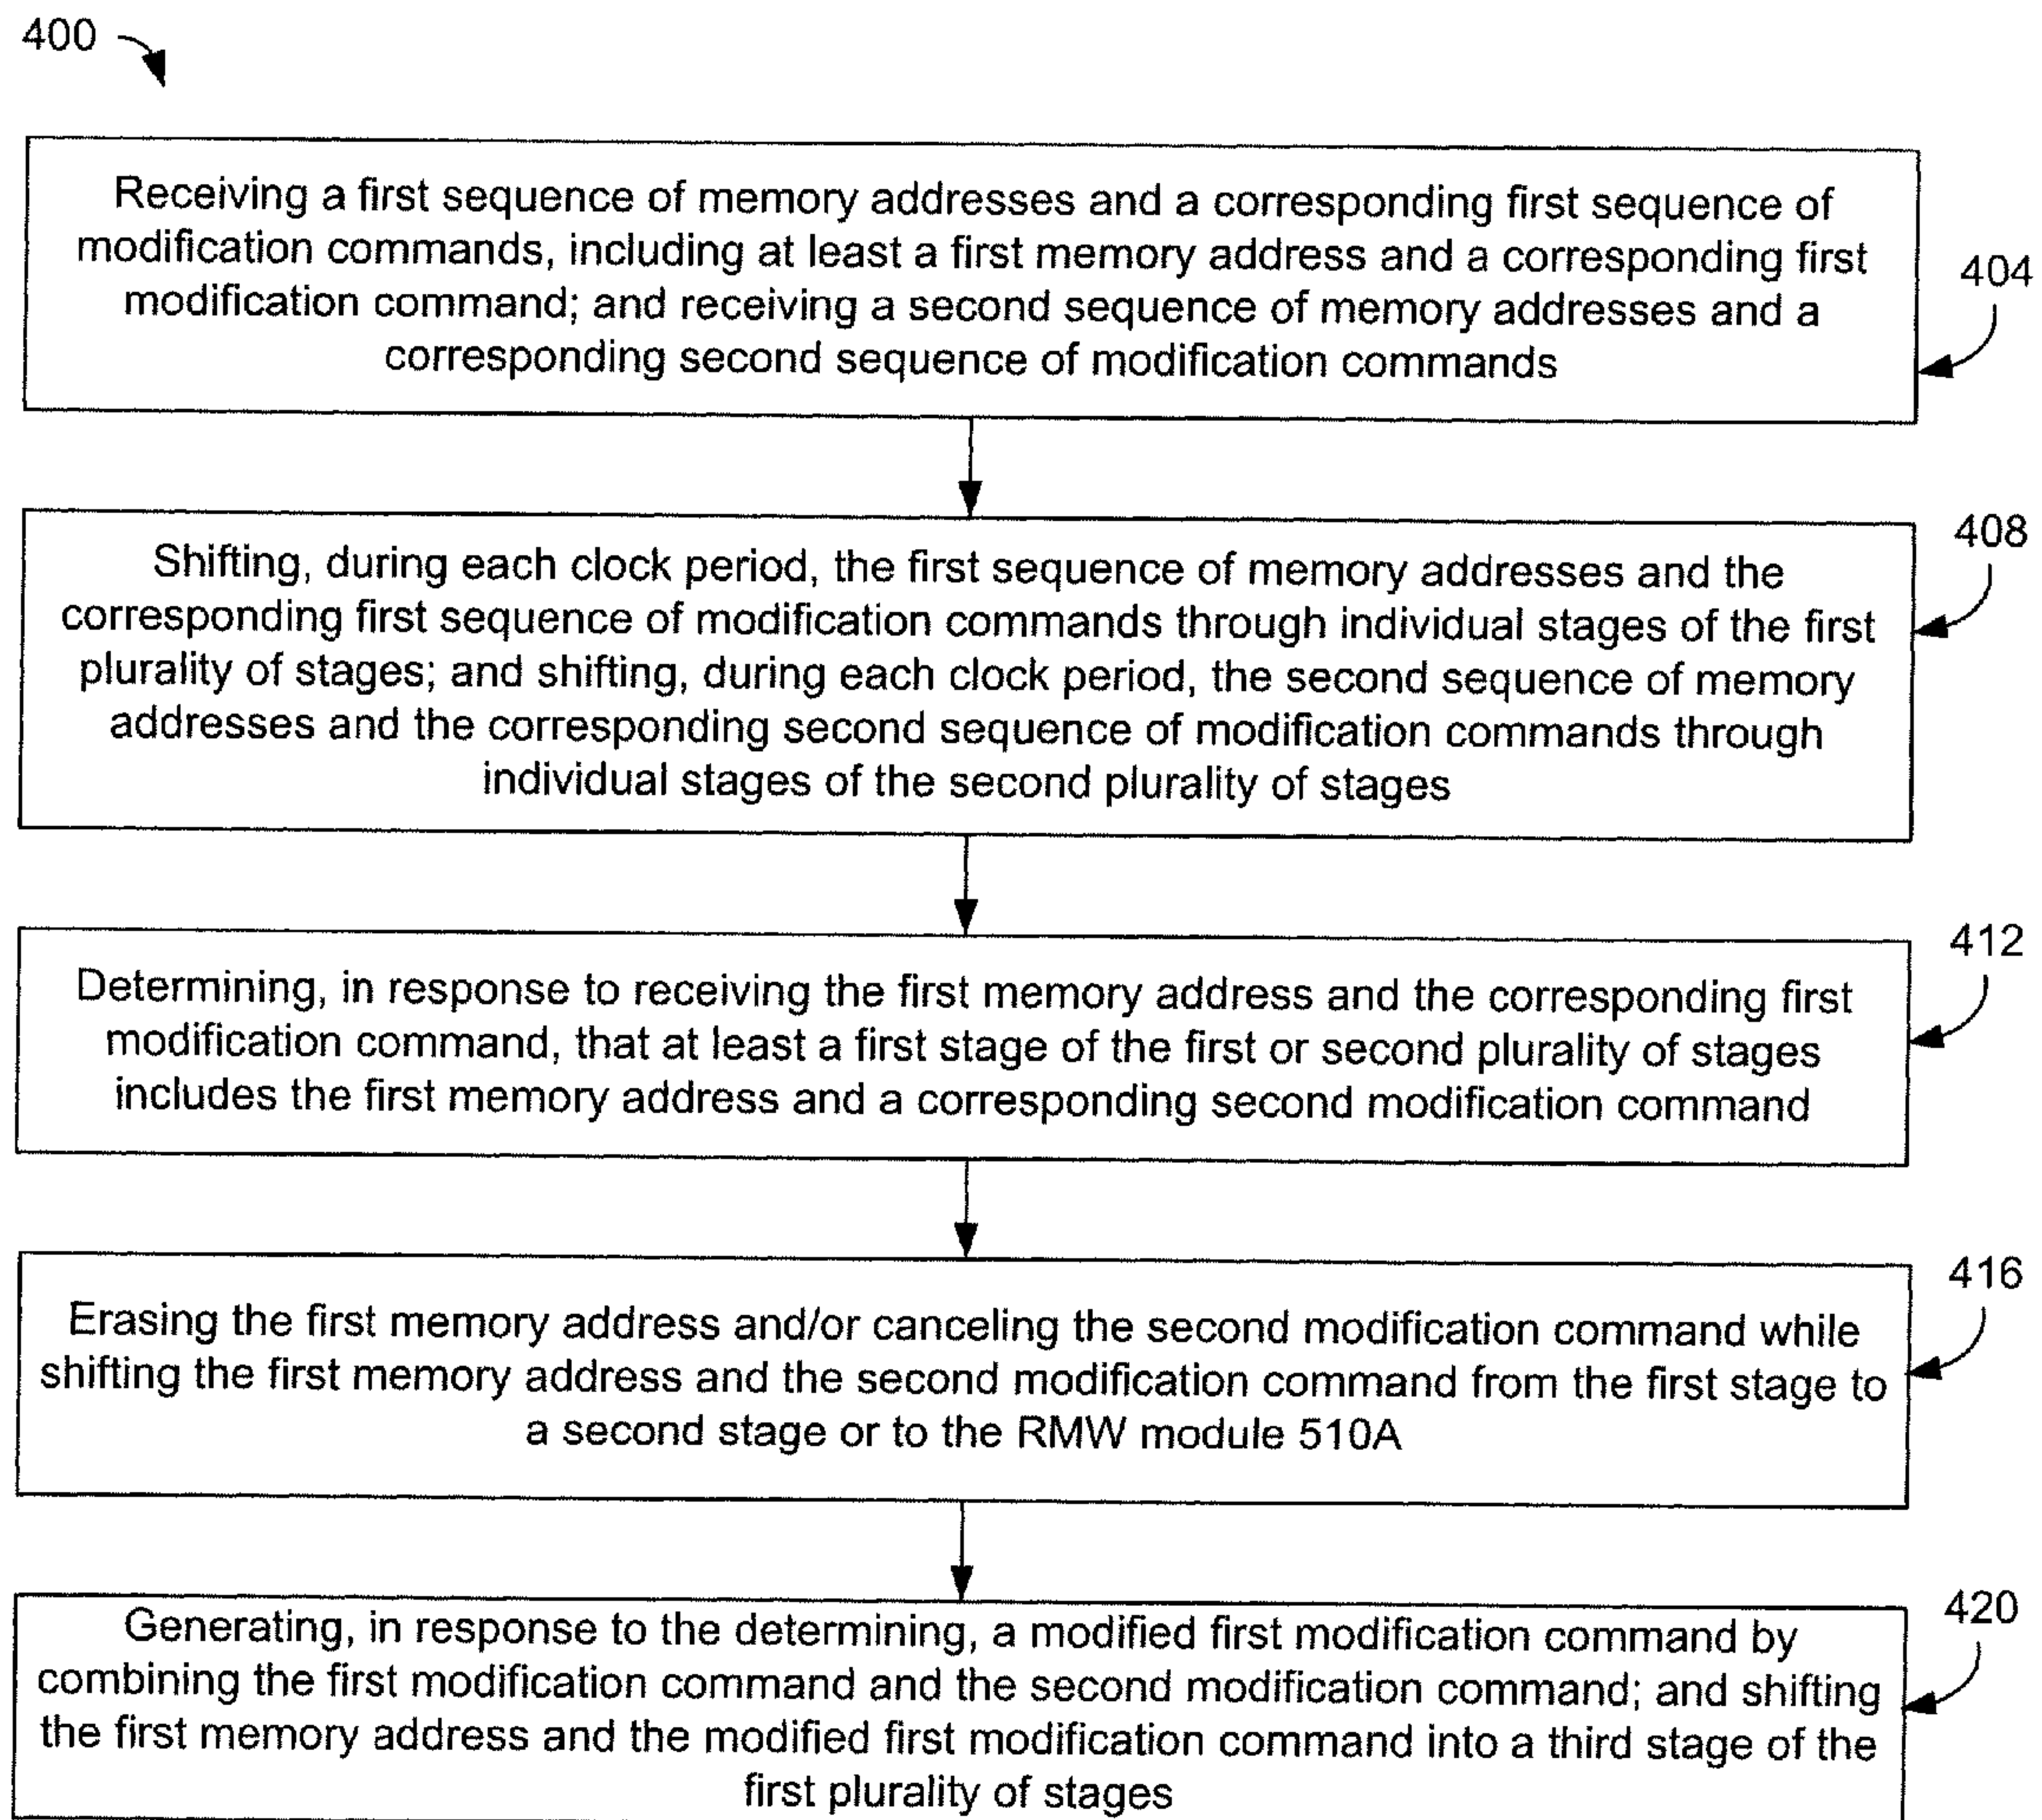 400
Receiving a first sequence of memory addresses and a corresponding first sequence of
modification commands, including at least a first memory address and a corresponding first
modification command; and receiving a second sequence of memory addresses and a
corresponding second sequence of modification commands
404
Shifting, during each clock period, the first sequence of memory addresses and the
corresponding first sequence of modification commands through individual stages of the first
plurality of stages; and shifting, during each clock period, the second sequence of memory
addresses and the corresponding second sequence of modification commands through
individual stages of the second plurality of stages
408
Determining, in response to receiving the first memory address and the corresponding first
modification command, that at least a first stage of the first or second plurality of stages
includes the first memory address and a corresponding second modification command
412
Erasing the first memory address and/or canceling the second modification command while
shifting the first memory address and the second modification command from the first stage to
a second stage or to the RMW module 510A
416
Generating, in response to the determining, a modified first modification command by
combining the first modification command and the second modification command; and shifting
the first memory address and the modified first modification command into a third stage of the
first plurality of stages
420